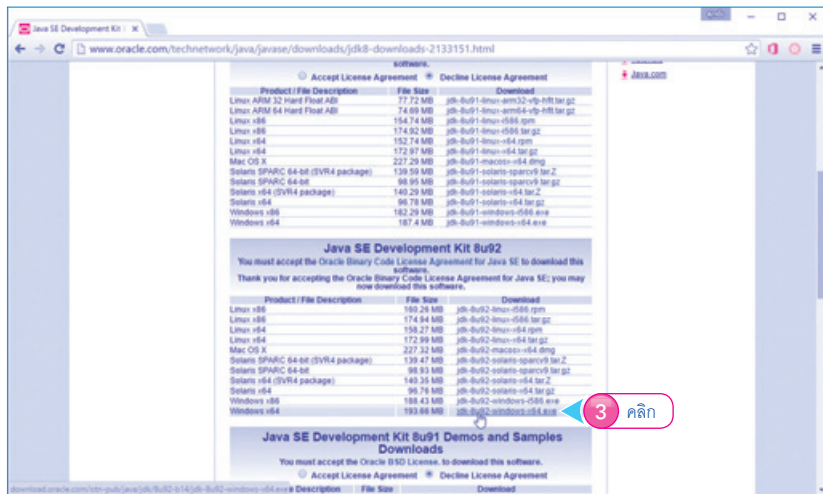 Java SE Development Kit
www.oracle.com/technetwork/java/javase/downloads/jdk8-downloads-2133151.html
software.
Accept License Agreement Decline License Agreement
Java.com
Product / File Description File Size Download
Linux ARM 32 Hard Float ABI 77.72 MB jdk-8u91-linux-arm32-vfp-hflt.tar.gz
Linux ARM 64 Hard Float ABI 74.69 MB jdk-8u91-linux-arm64-vfp-hflt.tar.gz
Linux x86 154.74 MB jdk-8u91-linux-i586.rpm
Linux x86 174.92 MB jdk-8u91-linux-i586.tar.gz
Linux x64 152.74 MB jdk-8u91-linux-x64.rpm
Linux x64 172.97 MB jdk-8u91-linux-x64.tar.gz
Mac OS X 227.29 MB jdk-8u91-macosx-x64.dmg
Solaris SPARC 64-bit (SVR4 package) 139.59 MB jdk-8u91-solaris-sparcv9.tar.Z
Solaris SPARC 64-bit 98.95 MB jdk-8u91-solaris-sparcv9.tar.gz
Solaris x64 (SVR4 package) 140.29 MB jdk-8u91-solaris-x64.tar.Z
Solaris x64 96.78 MB jdk-8u91-solaris-x64.tar.gz
Windows x86 182.29 MB jdk-8u91-windows-i586.exe
Windows x64 187.4 MB jdk-8u91-windows-x64.exe
Java SE Development Kit 8u92
You must accept the Oracle Binary Code License Agreement for Java SE to download this
software.
Thank you for accepting the Oracle Binary Code License Agreement for Java SE; you may
now download this software.
Product / File Description File Size Download
Linux x86 160.26 MB jdk-8u92-linux-i586.rpm
Linux x86 174.94 MB jdk-8u92-linux-i586.tar.gz
Linux x64 158.27 MB jdk-8u92-linux-x64.rpm
Linux x64 172.99 MB jdk-8u92-linux-x64.tar.gz
Mac OS X 227.32 MB jdk-8u92-macosx-x64.dmg
Solaris SPARC 64-bit (SVR4 package) 139.47 MB jdk-8u92-solaris-sparcv9.tar.Z
Solaris SPARC 64-bit 98.93 MB jdk-8u92-solaris-sparcv9.tar.gz
Solaris x64 (SVR4 package) 140.35 MB jdk-8u92-solaris-x64.tar.Z
Solaris x64 96.76 MB jdk-8u92-solaris-x64.tar.gz
Windows x86 188.43 MB jdk-8u92-windows-i586.exe
Windows x64 193.66 MB jdk-8u92-windows-x64.exe
3 คลิก
Java SE Development Kit 8u91 Demos and Samples
Downloads
You must accept the Oracle BSD License. to download this software.
Accept License Agreement Decline License Agreement
download.oracle.com/otn-pub/java/jdk/8u92-b14/jdk-8u92-windows-x64.exe
Description File Size Download